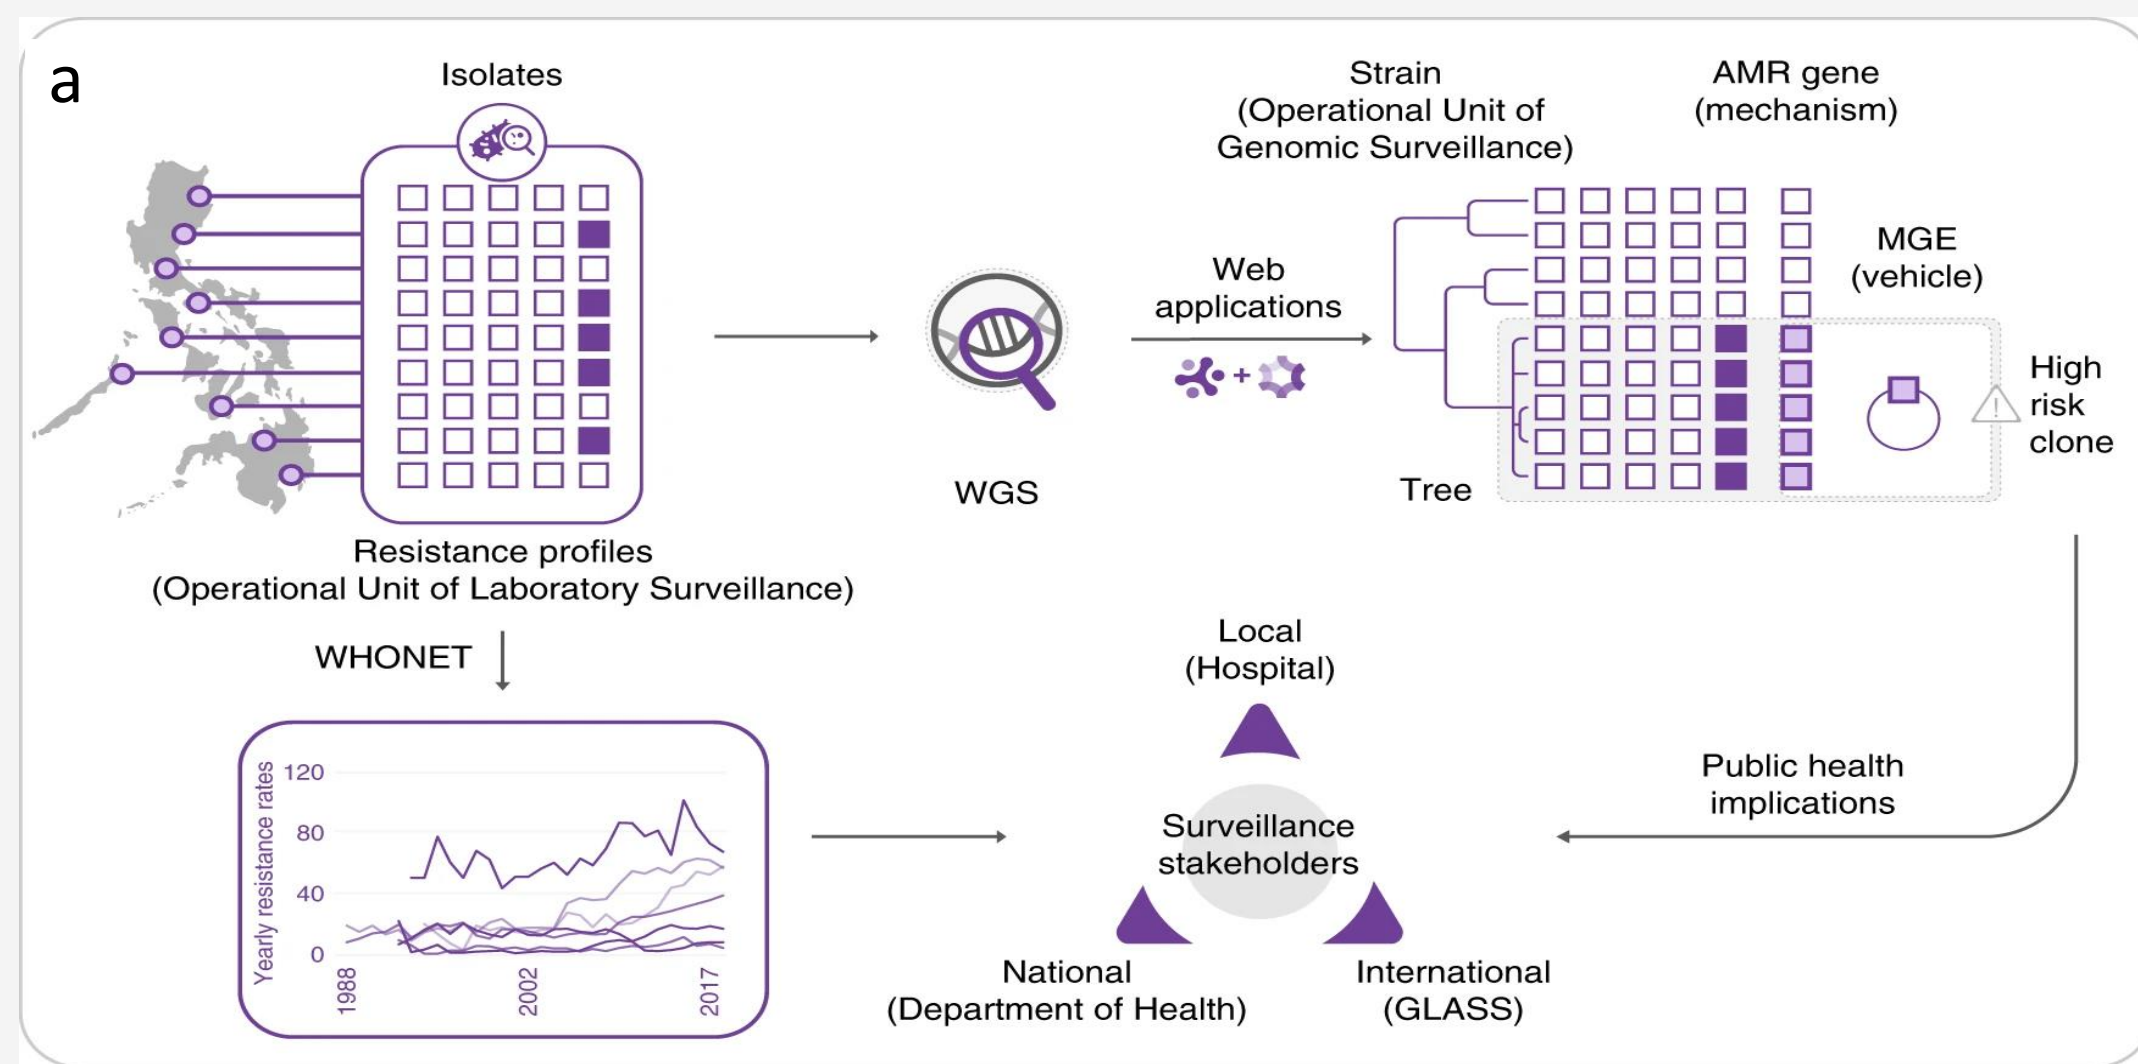 a
Isolates
Resistance profiles
(Operational Unit of Laboratory Surveillance)
WHONET
Yearly resistance rates
120
80
40
0
1988
2002
2017
WGS
Web
applications
+
Strain
(Operational Unit of
Genomic Surveillance)
AMR gene
(mechanism)
MGE
(vehicle)
Tree
!
High
risk
clone
Public health
implications
Local
(Hospital)
Surveillance
stakeholders
National
(Department of Health)
International
(GLASS)